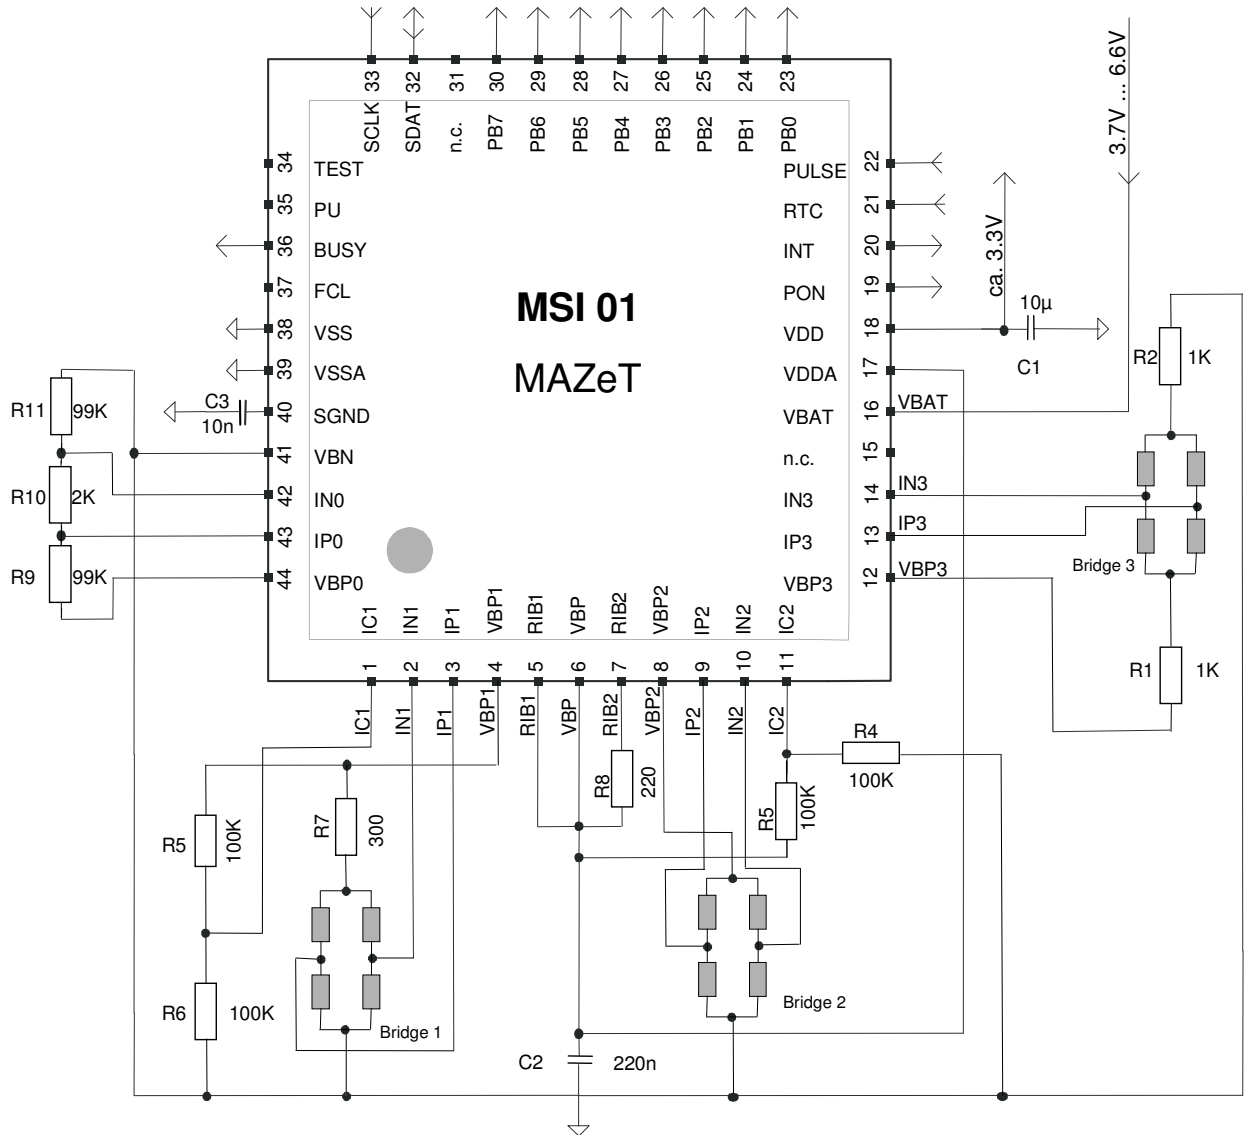 33 32 31 30 29 28 27 26 25 24 23
SCLK SDAT n.c. PB7 PB6 PB5 PB4 PB3 PB2 PB1 PB0
3.7V ... 6.6V
34 TEST
35 PU
36 BUSY
37 FCL
38 VSS
39 VSSA
40 SGND
41 VBN
42 IN0
43 IP0
44 VBP0
MSI 01
MAZeT
PULSE 22
RTC 21
INT 20
PON 19
VDD 18
VDDA 17
VBAT 16 VBAT
n.c. 15
IN3 14 IN3
IP3 13 IP3
VBP3 12 VBP3
ca. 3.3V
10µ
C1
R2 1K
Bridge 3
R1 1K
C3
10n
R11 99K
R10 2K
R9 99K
IC1 IN1 IP1 VBP1 RIB1 VBP RIB2 VBP2 IP2 IN2 IC2
1 2 3 4 5 6 7 8 9 10 11
IC1 IN1 IP1 VBP1 RIB1 VBP RIB2 VBP2 IP2 IN2 IC2
R4
100K
R8 220
R5 100K
R5 100K
R7 300
R6 100K
Bridge 1
Bridge 2
C2 220n